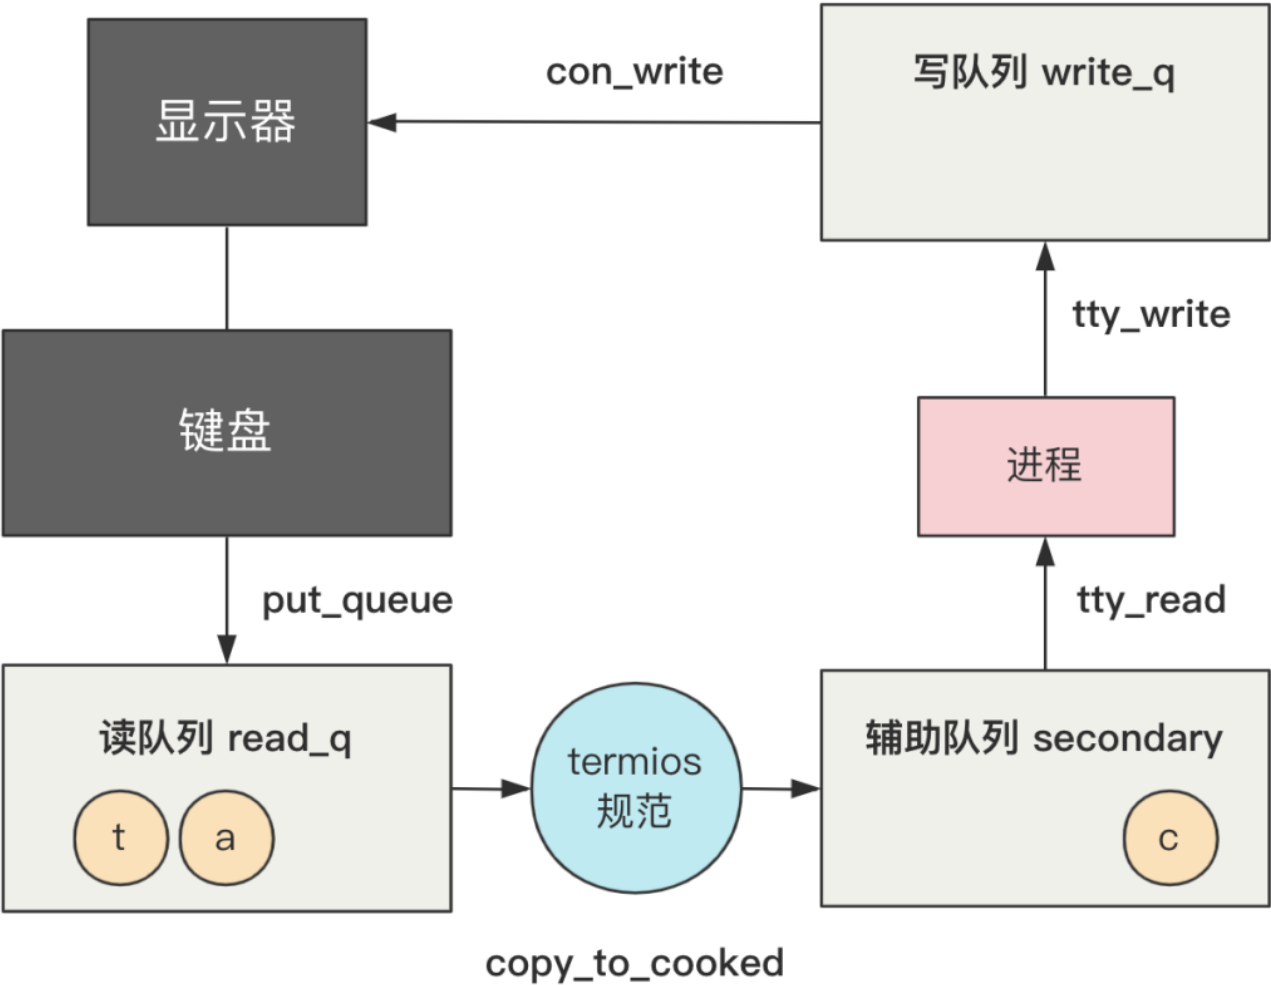 显示器
con_write
写队列 write_q
tty_write
键盘
进程
put_queue
tty_read
读队列 read_q
t
a
termios
规范
辅助队列 secondary
c
copy_to_cooked